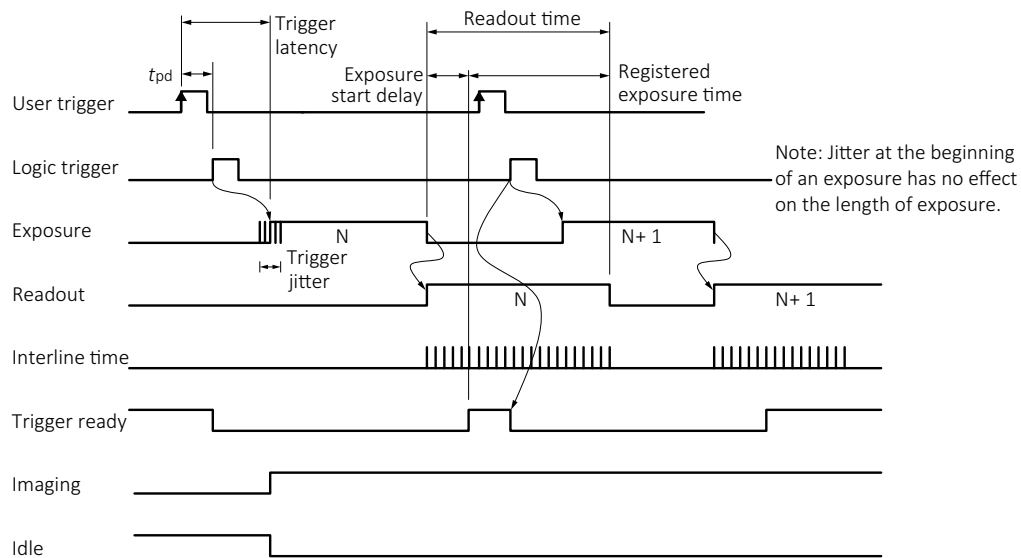 Trigger
latency
Readout time
tpd
Exposure
start delay
Registered
exposure time
User trigger
Logic trigger
Note: Jitter at the beginning
of an exposure has no effect
on the length of exposure.
Exposure
N
N+ 1
Trigger
jitter
Readout
N
N+ 1
Interline time
Trigger ready
Imaging
Idle